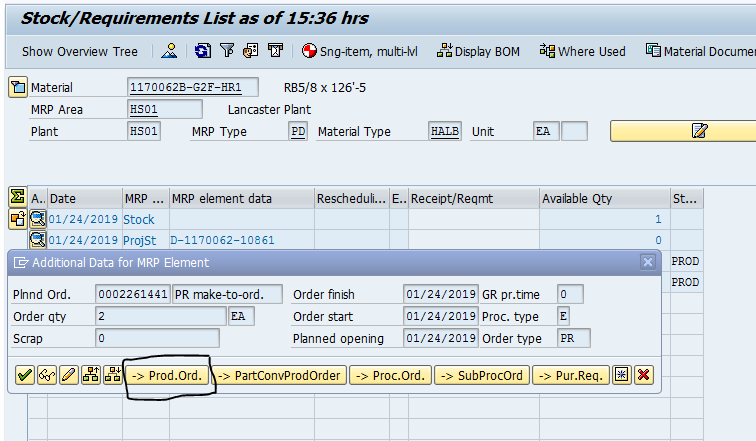 Stock/Requirements List as of 15:36 hrs
Show Overview Tree Sng-item, multi-lvl Display BOM Where Used Material Docume
Material 1170062B-G2F-HR1 RB5/8 x 126'-5
MRP Area HS01 Lancaster Plant
Plant HS01 MRP Type PD Material Type HALB Unit EA
A.. Date MRP ... MRP element data Rescheduli... E.. Receipt/Reqmt Available Qty St...
01/24/2019 Stock 1
01/24/2019 ProjSt D-1170062-10861 0
PROD
PROD
Additional Data for MRP Element
Plnnd Ord. 0002261441 PR make-to-ord. Order finish 01/24/2019 GR pr.time 0
Order qty 2 EA Order start 01/24/2019 Proc. type E
Scrap 0 Planned opening 01/24/2019 Order type PR
-> Prod.Ord. -> PartConvProdOrder -> Proc.Ord. -> SubProcOrd -> Pur.Req.